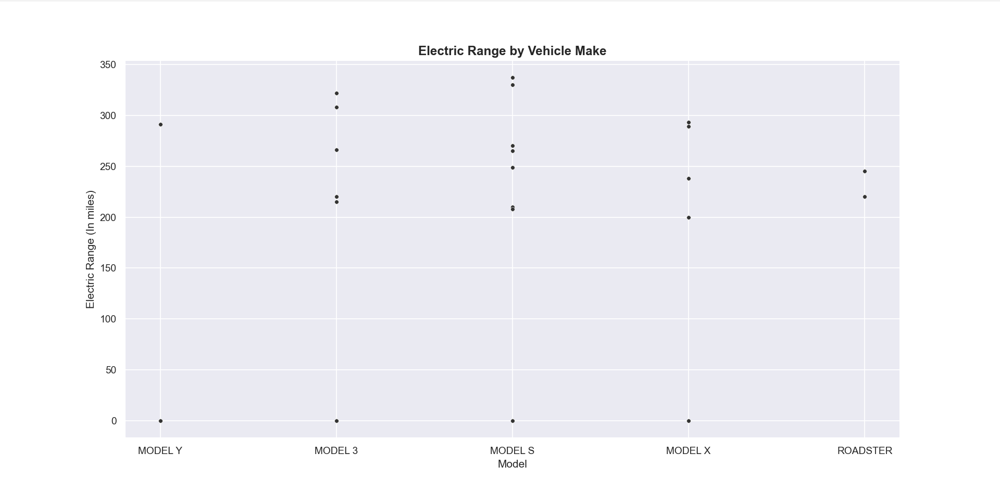 Electric Range by Vehicle Make
350
300
250
200
150
100
50
0
Electric Range (In miles)
MODEL Y
MODEL 3
MODEL S
MODEL X
ROADSTER
Model